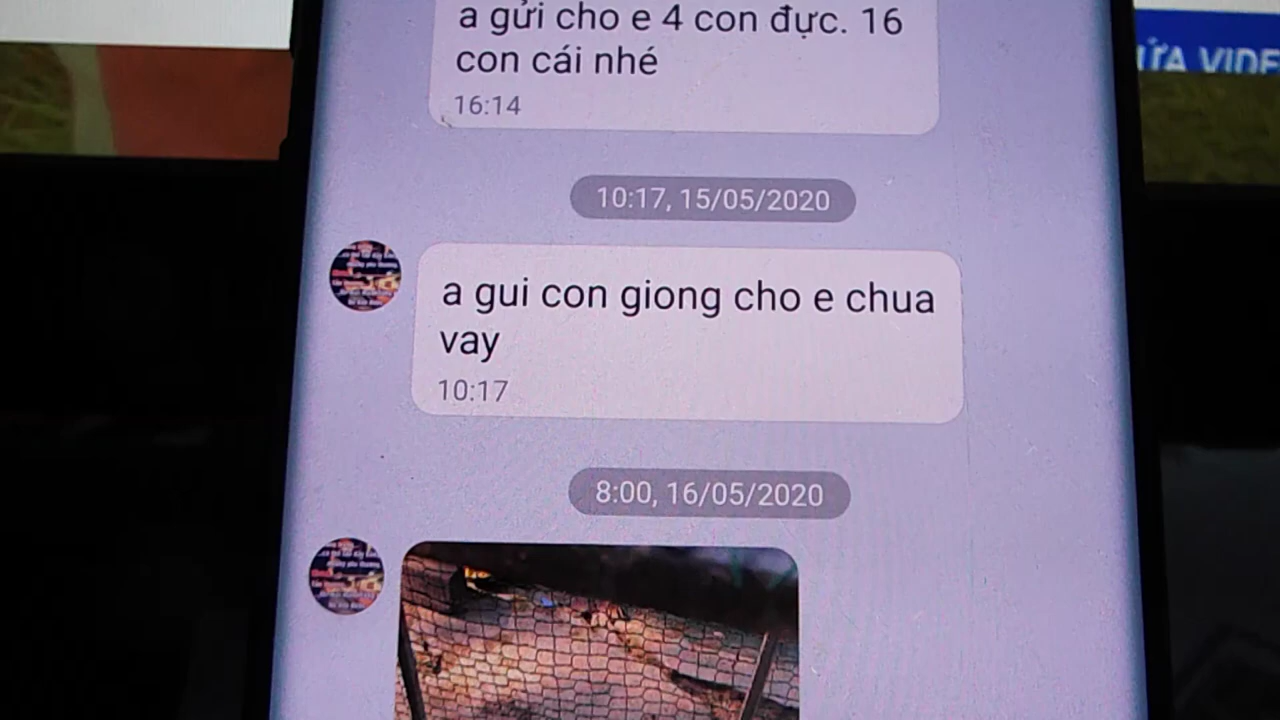 a gửi cho e 4 con đực. 16
con cái nhé
16:14
10:17, 15/05/2020
a gui con giong cho e chua
vay
10:17
8:00, 16/05/2020